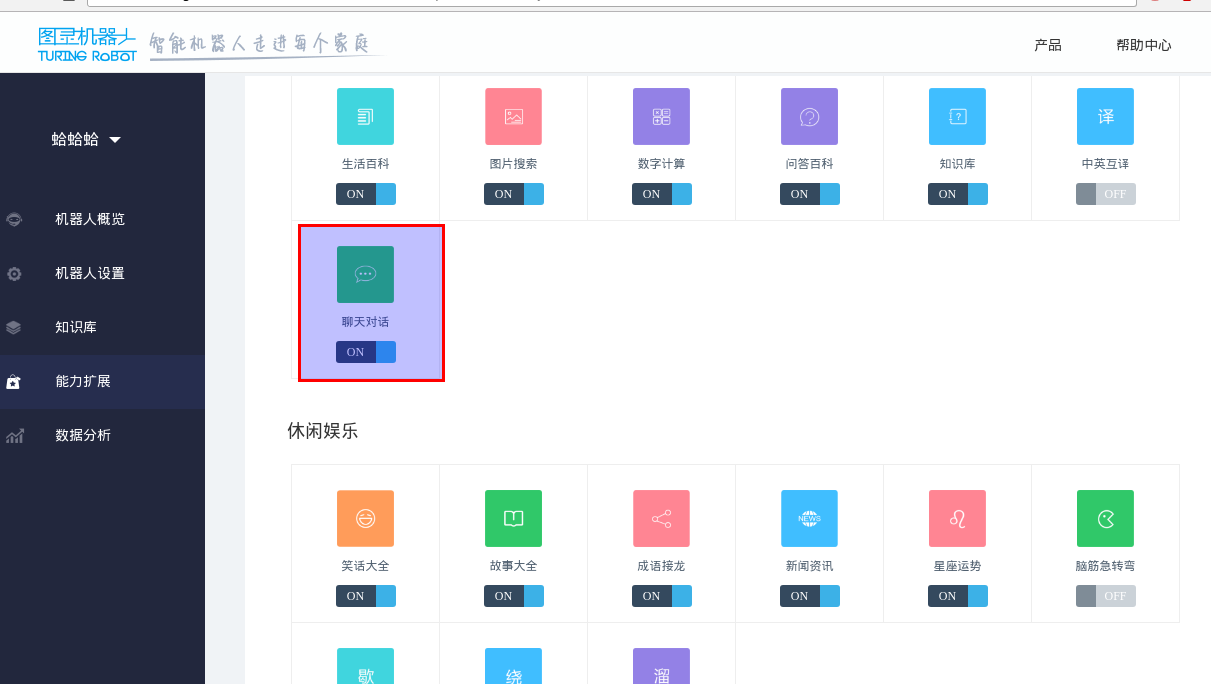 图灵机器人
TURING ROBOT
智能机器人走进每个家庭
产品 帮助中心
蛤蛤蛤
机器人概览
机器人设置
知识库
能力扩展
数据分析
译
生活百科 图片搜索 数字计算 问答百科 知识库 中英互译
ON ON ON ON ON OFF
聊天对话
ON
休闲娱乐
NEWS
笑话大全 故事大全 成语接龙 新闻资讯 星座运势 脑筋急转弯
ON ON ON ON ON OFF
歇 绕 溜